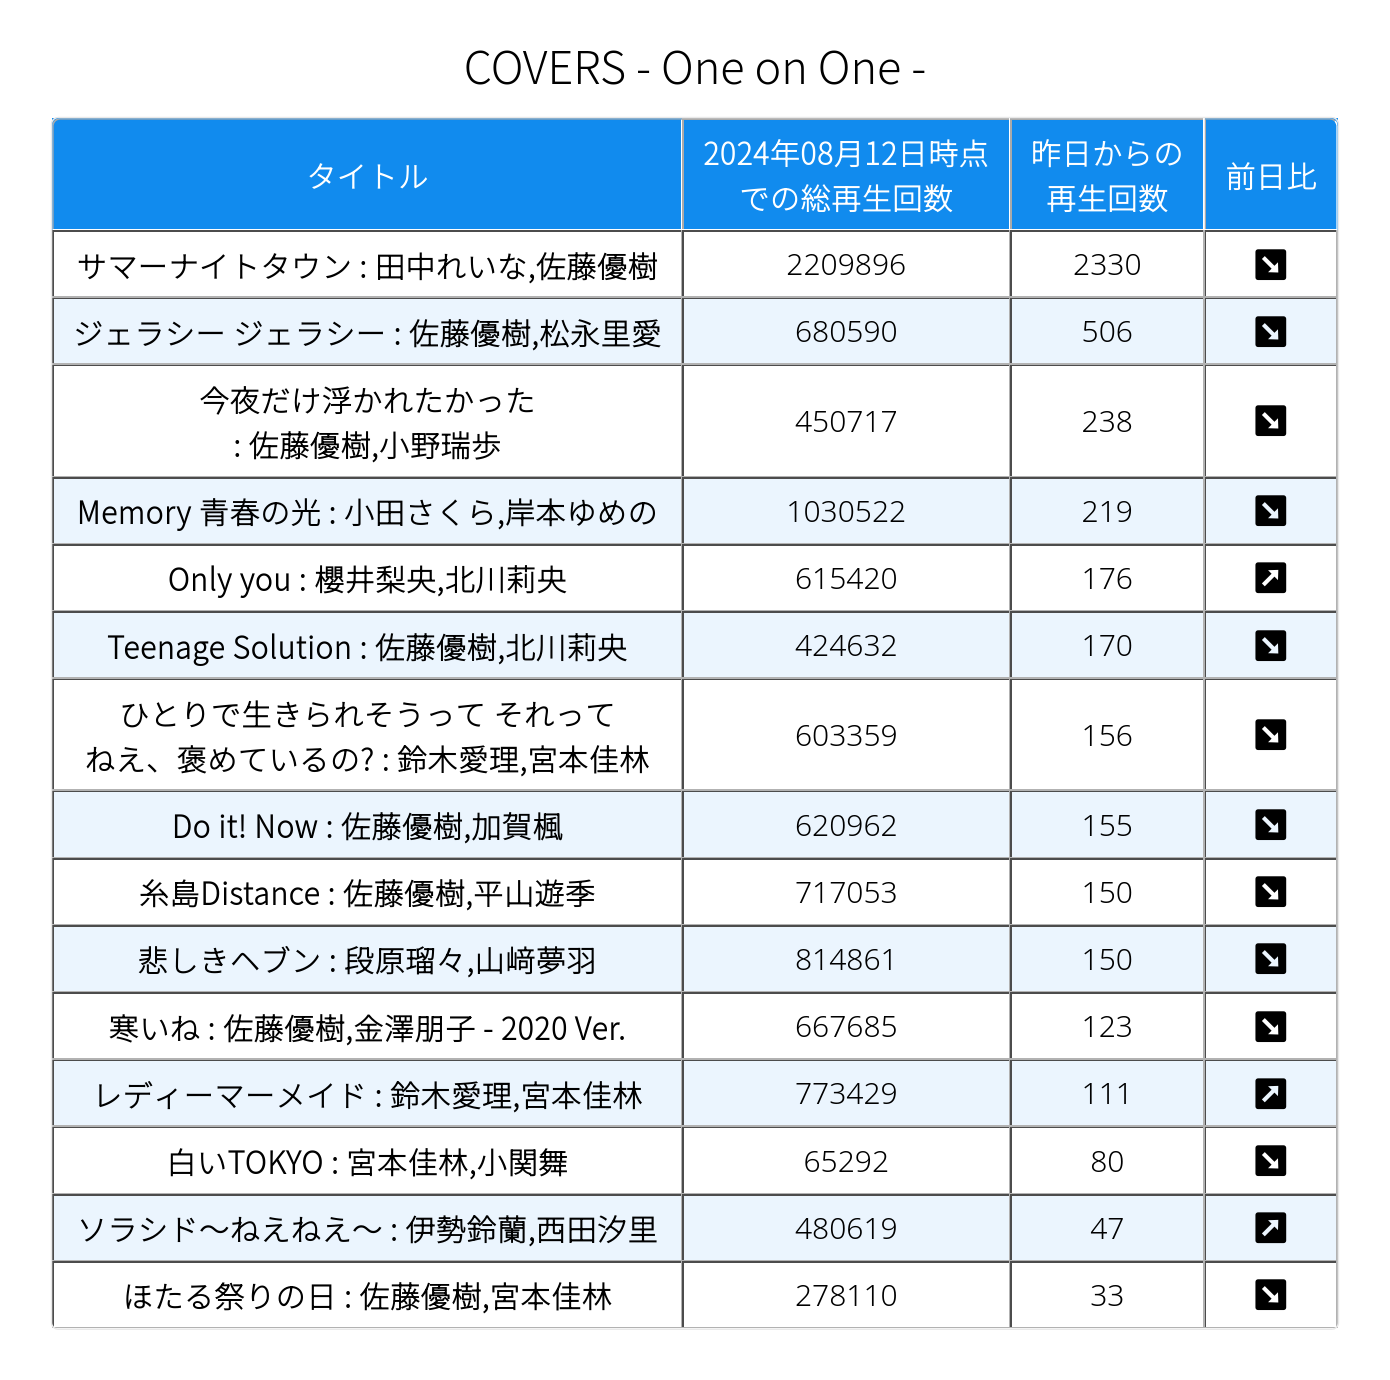 COVERS - One on One -
タイトル
2024年08月12日時点
での総再生回数
昨日からの
再生回数
前日比
サマーナイトタウン : 田中れいな,佐藤優樹
2209896
2330
ジェラシー ジェラシー : 佐藤優樹,松永里愛
680590
506
今夜だけ浮かれたかった
: 佐藤優樹,小野瑞歩
450717
238
Memory 青春の光 : 小田さくら,岸本ゆめの
1030522
219
Only you : 櫻井梨央,北川莉央
615420
176
Teenage Solution : 佐藤優樹,北川莉央
424632
170
ひとりで生きられそうって それって
ねえ、褒めているの? : 鈴木愛理,宮本佳林
603359
156
Do it! Now : 佐藤優樹,加賀楓
620962
155
糸島Distance : 佐藤優樹,平山遊季
717053
150
悲しきヘブン : 段原瑠々,山﨑夢羽
814861
150
寒いね : 佐藤優樹,金澤朋子 - 2020 Ver.
667685
123
レディーマーメイド : 鈴木愛理,宮本佳林
773429
111
白いTOKYO : 宮本佳林,小関舞
65292
80
ソラシド～ねえねえ～ : 伊勢鈴蘭,西田汐里
480619
47
ほたる祭りの日 : 佐藤優樹,宮本佳林
278110
33